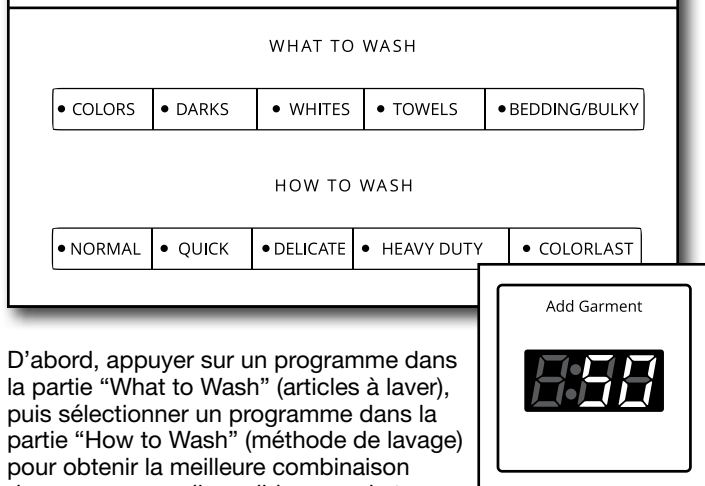 WHAT TO WASH
• COLORS • DARKS • WHITES • TOWELS • BEDDING/BULKY
HOW TO WASH
• NORMAL • QUICK • DELICATE • HEAVY DUTY • COLORLAST
Add Garment
50
D’abord, appuyer sur un programme dans
la partie “What to Wash” (articles à laver),
puis sélectionner un programme dans la
partie “How to Wash” (méthode de lavage)
pour obtenir la meilleure combinaison